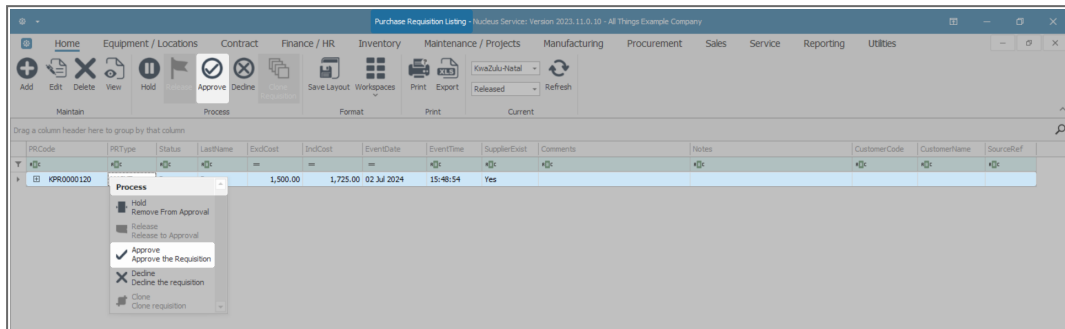 Purchase Requisition Listing - Nucleus Service: Version 2023.11.0.10 - All Things Example Company
Home Equipment / Locations Contract Finance / HR Inventory Maintenance / Projects Manufacturing Procurement Sales Service Reporting Utilities
KwaZulu-Natal
Add Edit Delete View Hold Release Approve Decline Clone Save Layout Workspaces Print Export Released Refresh
XLS
Maintain Process Format Print Current
Drag a column header here to group by that column
PRCode PRType Status LastName ExclCost InclCost EventDate EventTime SupplierExist Comments Notes CustomerCode CustomerName SourceRef
= = =
KPR0000120 1,500.00 1,725.00 02 Jul 2024 15:48:54 Yes
Process
Hold
Remove From Approval
Release
Release to Approval
Approve
Approve the Requisition
Decline
Decline the requisition
Clone
Clone requisition